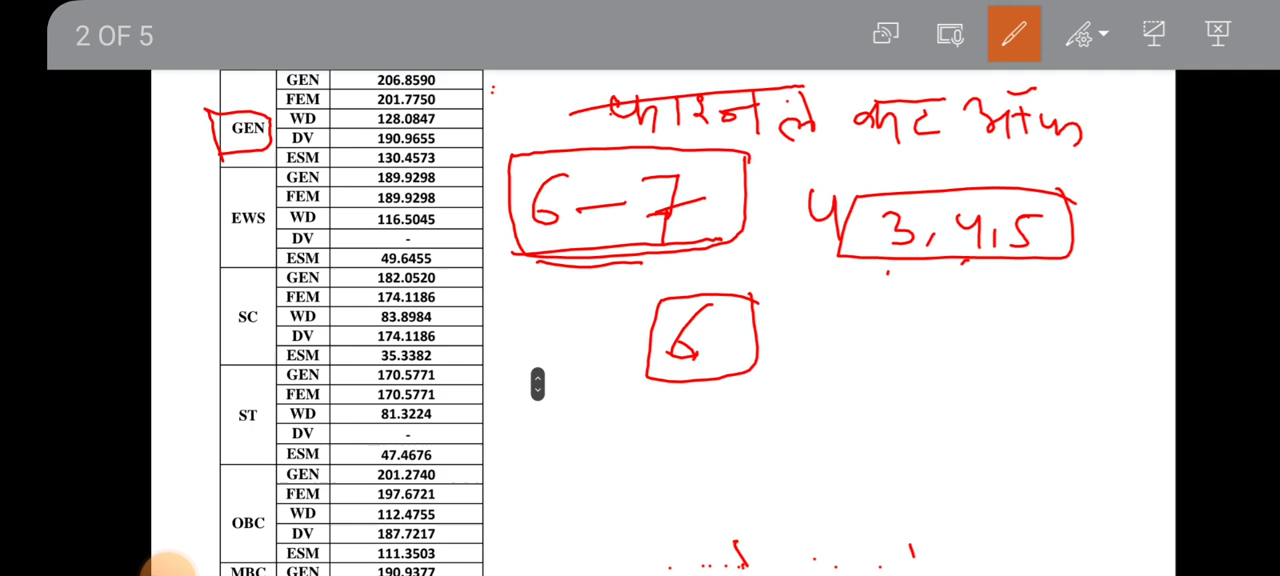 2 OF 5
GEN 206.8590
FEM 201.7750
GEN WD 128.0847
DV 190.9655
ESM 130.4573
GEN 189.9298
FEM 189.9298
EWS WD 116.5045
DV -
ESM 49.6455
GEN 182.0520
FEM 174.1186
SC WD 83.8984
DV 174.1186
ESM 35.3382
GEN 170.5771
FEM 170.5771
ST WD 81.3224
DV -
ESM 47.4676
GEN 201.2740
FEM 197.6721
OBC WD 112.4755
DV 187.7217
ESM 111.3503
MBC GEN 190.9377
कट ऑफ
6-7
3, 4, 5
6